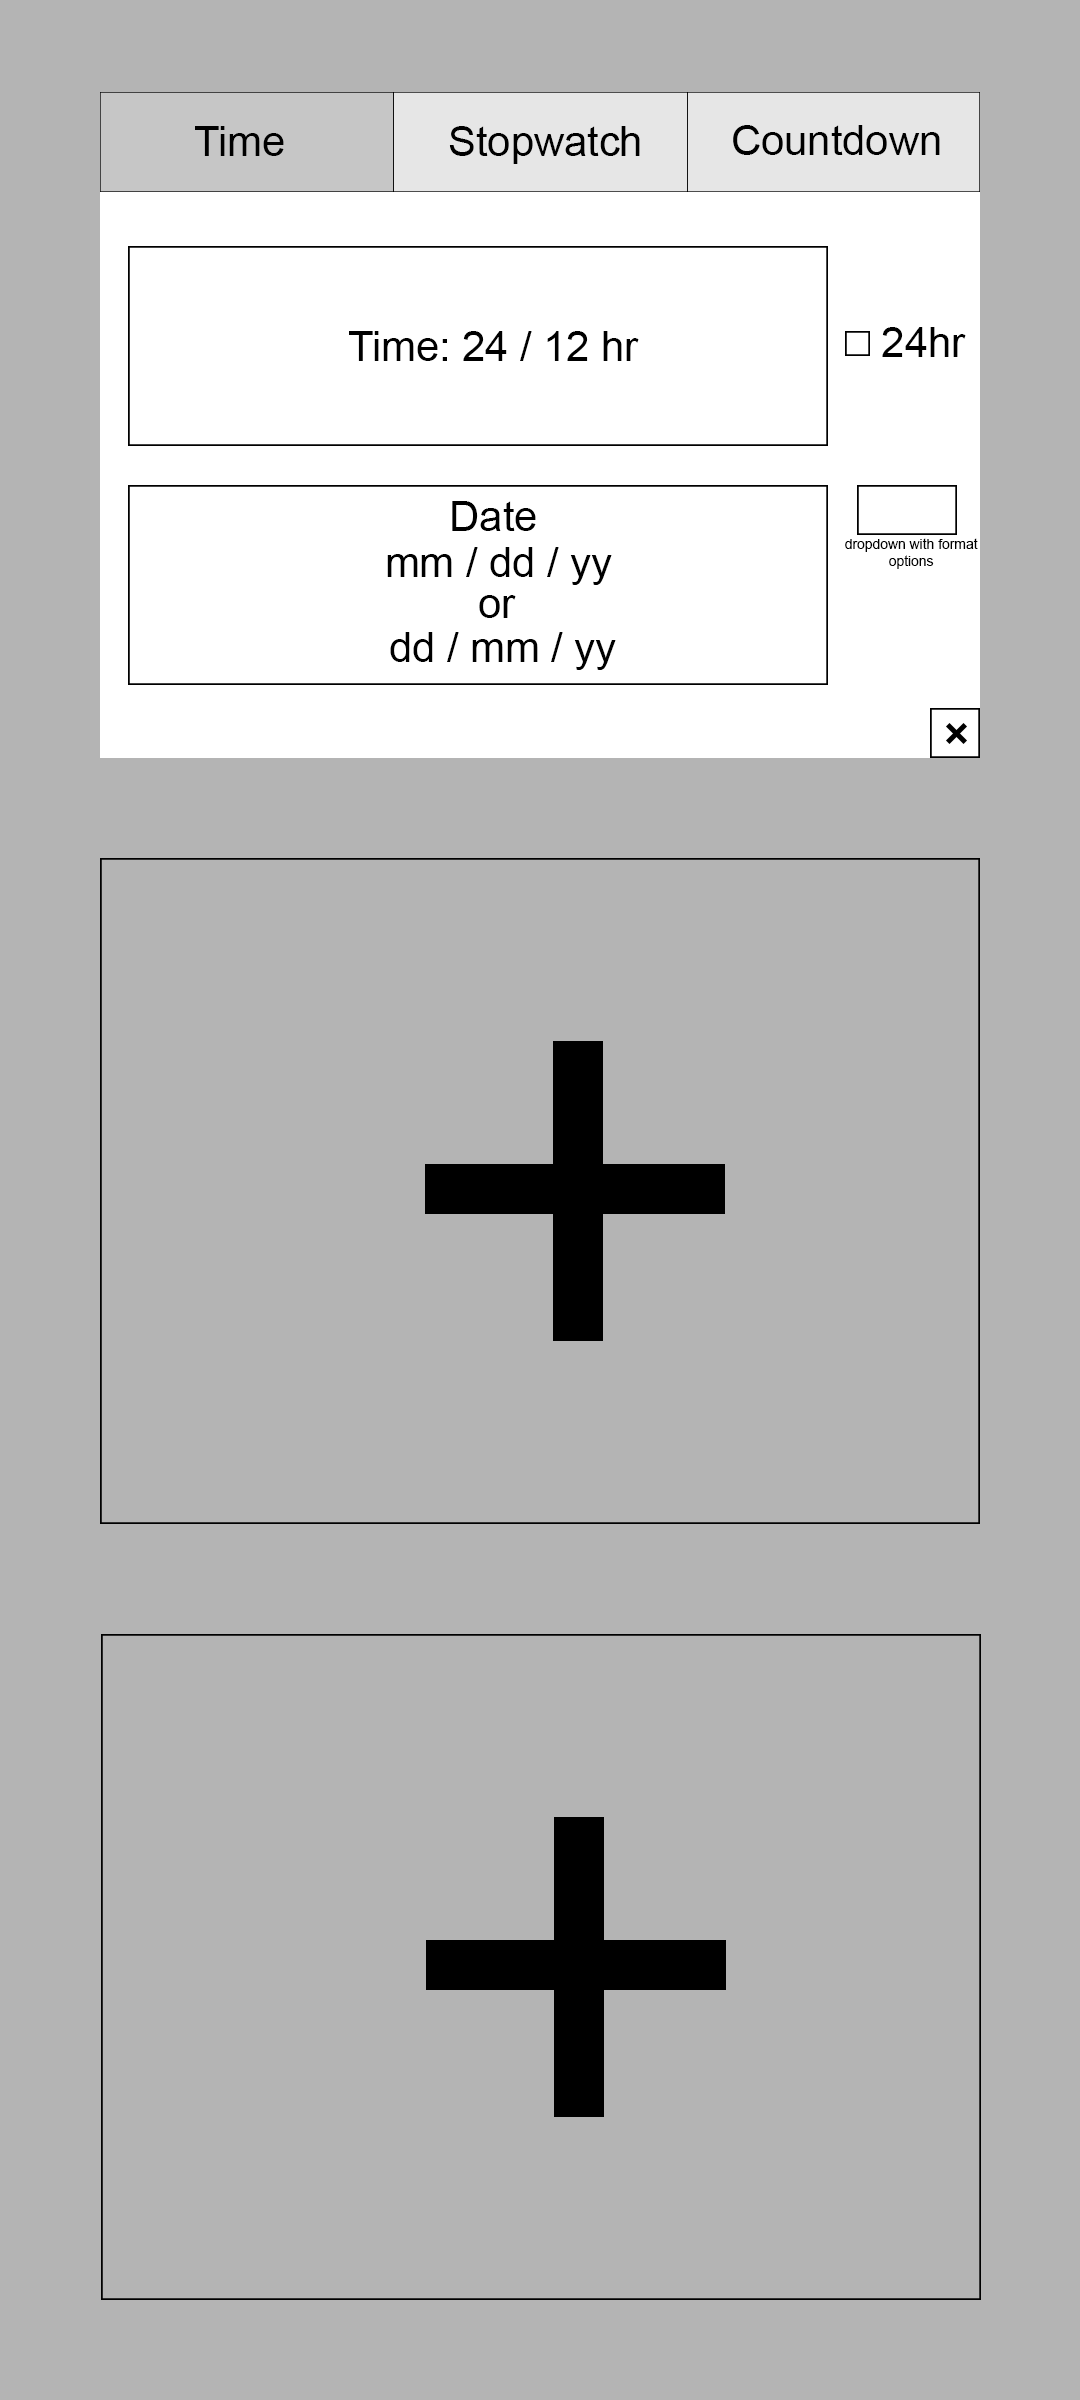 Time
Stopwatch
Countdown
Time: 24 / 12 hr
24hr
Date
mm / dd / yy
or
dd / mm / yy
dropdown with format
options
×